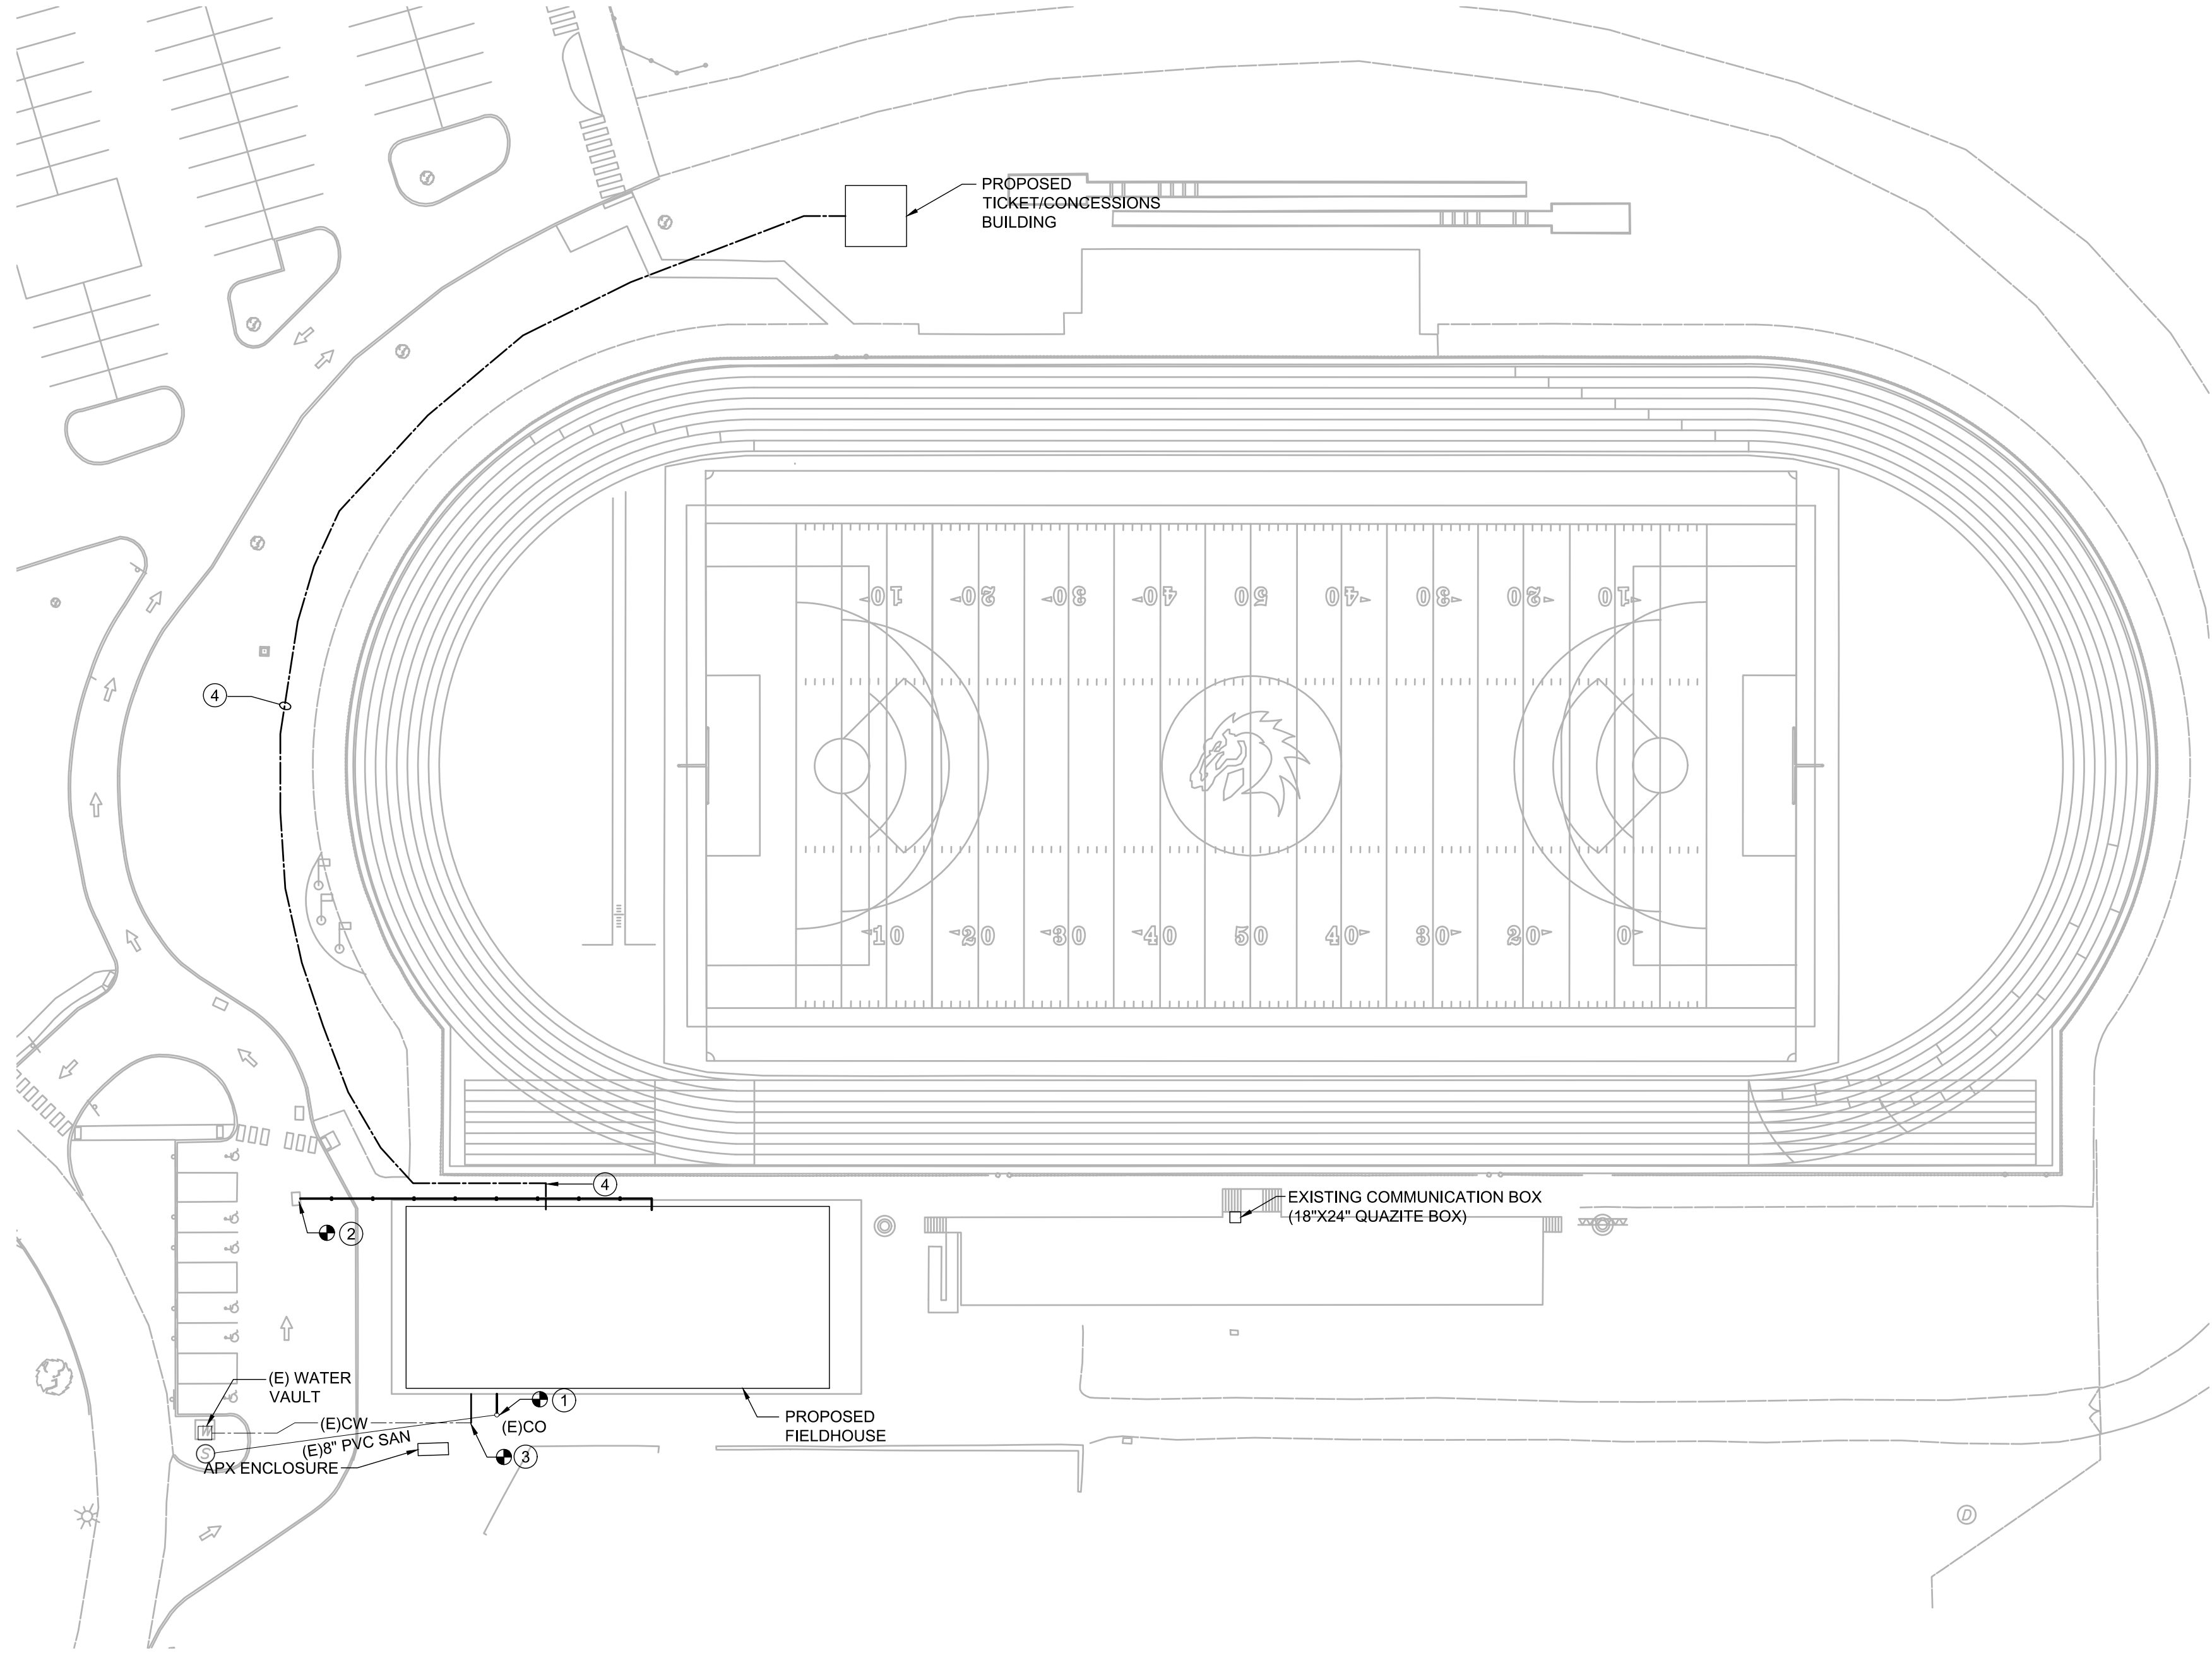 PROPOSED
TICKET/CONCESSIONS
BUILDING
10 20 30 40 50 40 30 20 10
4
10 20 30 40 50 40 30 20 0
4
EXISTING COMMUNICATION BOX
(18"X24" QUAZITE BOX)
2
(E) WATER
VAULT
1
PROPOSED
FIELDHOUSE
(E)CW
(E)CO
W
(E)8" PVC SAN
S
3
APX ENCLOSURE
D